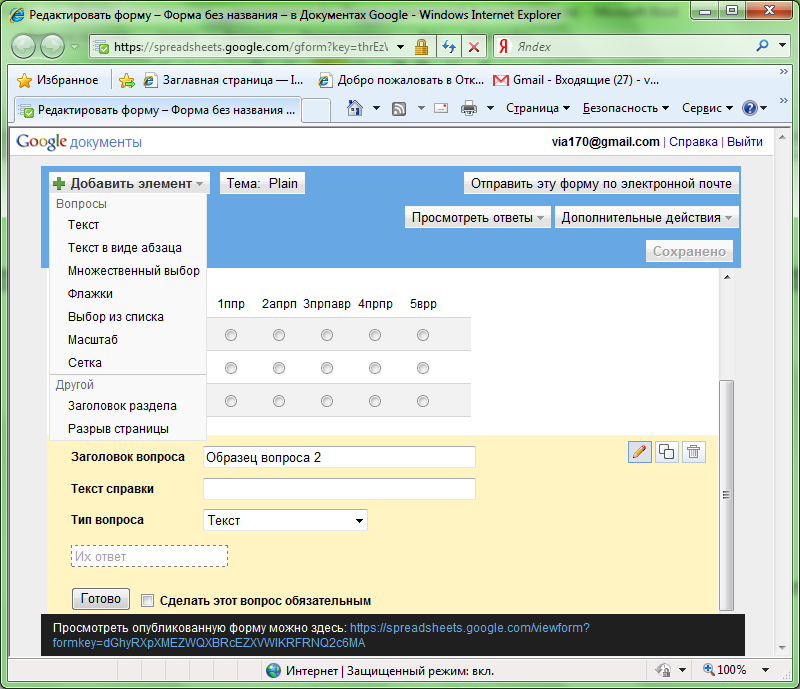 Редактировать форму – Форма без названия – в Документах Google - Windows Internet Explorer
https://spreadsheets.google.com/gform?key=thrEzV
Яndex
Избранное
Заглавная страница — I...
Добро пожаловать в Отк...
Gmail - Входящие (27) - v...
Редактировать форму – Форма без названия ...
Страница
Безопасность
Сервис
Google документы
via170@gmail.com | Справка | Выйти
Добавить элемент
Тема: Plain
Отправить эту форму по электронной почте
Просмотреть ответы
Дополнительные действия
Сохранено
Вопросы
Текст
Текст в виде абзаца
Множественный выбор
Флажки
Выбор из списка
Масштаб
Сетка
Другой
Заголовок раздела
Разрыв страницы
1ппр 2апрп 3прпавр 4прпр 5врр
Заголовок вопроса Образец вопроса 2
Текст справки
Тип вопроса Текст
Их ответ
Готово Сделать этот вопрос обязательным
Просмотреть опубликованную форму можно здесь: https://spreadsheets.google.com/viewform?
formkey=dGhyRXpXMEZWQXBRcEZXVWlKRFRNQ2c6MA
Интернет | Защищенный режим: вкл.
100%